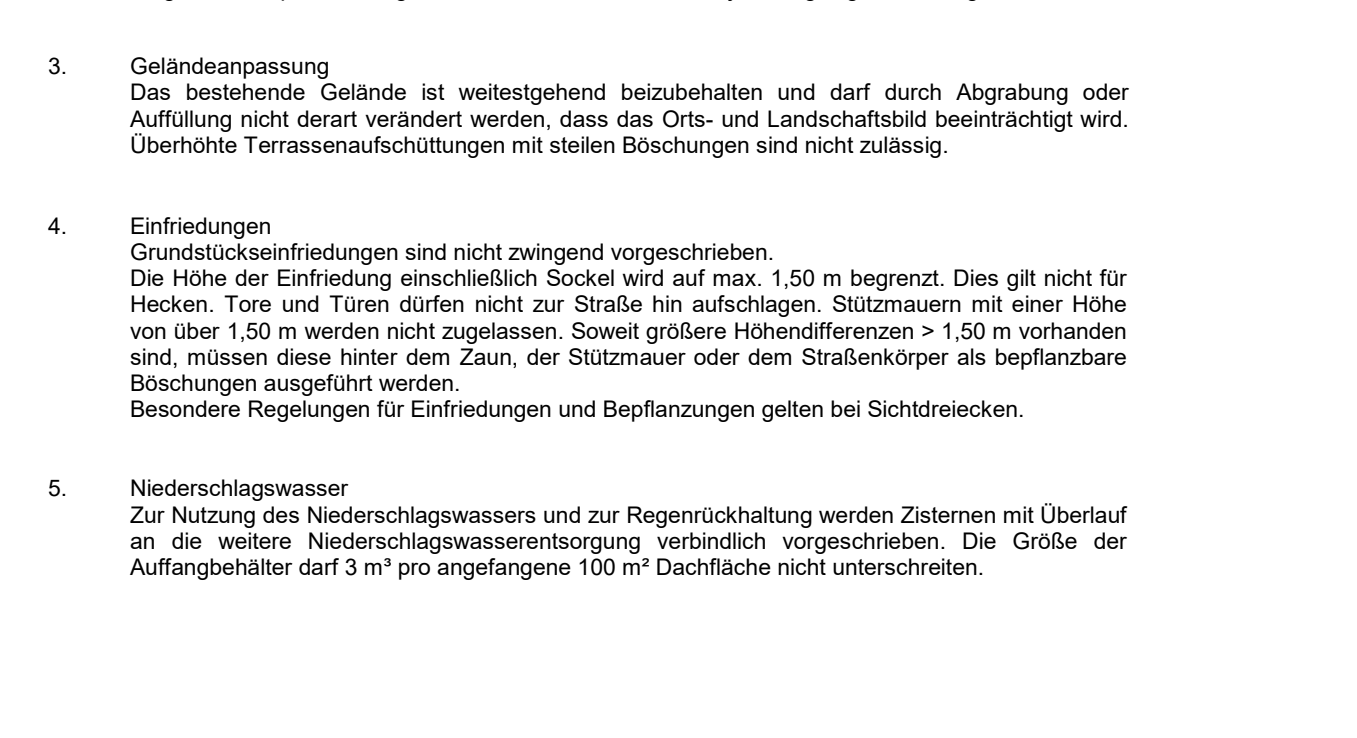 3. Geländeanpassung
Das bestehende Gelände ist weitestgehend beizubehalten und darf durch Abgrabung oder
Auffüllung nicht derart verändert werden, dass das Orts- und Landschaftsbild beeinträchtigt wird.
Überhöhte Terrassenaufschüttungen mit steilen Böschungen sind nicht zulässig.
4. Einfriedungen
Grundstückseinfriedungen sind nicht zwingend vorgeschrieben.
Die Höhe der Einfriedung einschließlich Sockel wird auf max. 1,50 m begrenzt. Dies gilt nicht für
Hecken. Tore und Türen dürfen nicht zur Straße hin aufschlagen. Stützmauern mit einer Höhe
von über 1,50 m werden nicht zugelassen. Soweit größere Höhendifferenzen > 1,50 m vorhanden
sind, müssen diese hinter dem Zaun, der Stützmauer oder dem Straßenkörper als bepflanzbare
Böschungen ausgeführt werden.
Besondere Regelungen für Einfriedungen und Bepflanzungen gelten bei Sichtdreiecken.
5. Niederschlagswasser
Zur Nutzung des Niederschlagswassers und zur Regenrückhaltung werden Zisternen mit Überlauf
an die weitere Niederschlagswasserentsorgung verbindlich vorgeschrieben. Die Größe der
Auffangbehälter darf 3 m³ pro angefangene 100 m² Dachfläche nicht unterschreiten.